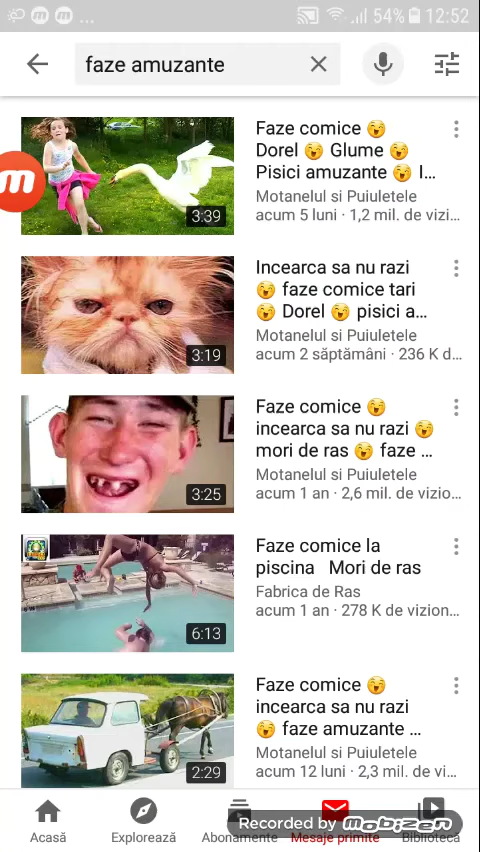 54% 12:52
faze amuzante
Faze comice 😄
Dorel 😄 Glume 😄
Pisici amuzante 😄 I...
Motanelul si Puiuletele
acum 5 luni · 1,2 mil. de vizi...
3:39
m
Incearca sa nu razi
😄 faze comice tari
😄 Dorel 😄 pisici a...
Motanelul si Puiuletele
acum 2 săptămâni · 236 K d...
3:19
Faze comice 😄
incearca sa nu razi 😄
mori de ras 😄 faze ...
Motanelul si Puiuletele
acum 1 an · 2,6 mil. de vizio...
3:25
Faze comice la
piscina Mori de ras
Fabrica de Ras
acum 1 an · 278 K de vizion...
6:13
Faze comice 😄
incearca sa nu razi
😄 faze amuzante ...
Motanelul si Puiuletele
acum 12 luni · 2,3 mil. de vi...
2:29
Recorded by mobizen
Acasă Explorează Abonamente Mesaje primite Bibliotecă